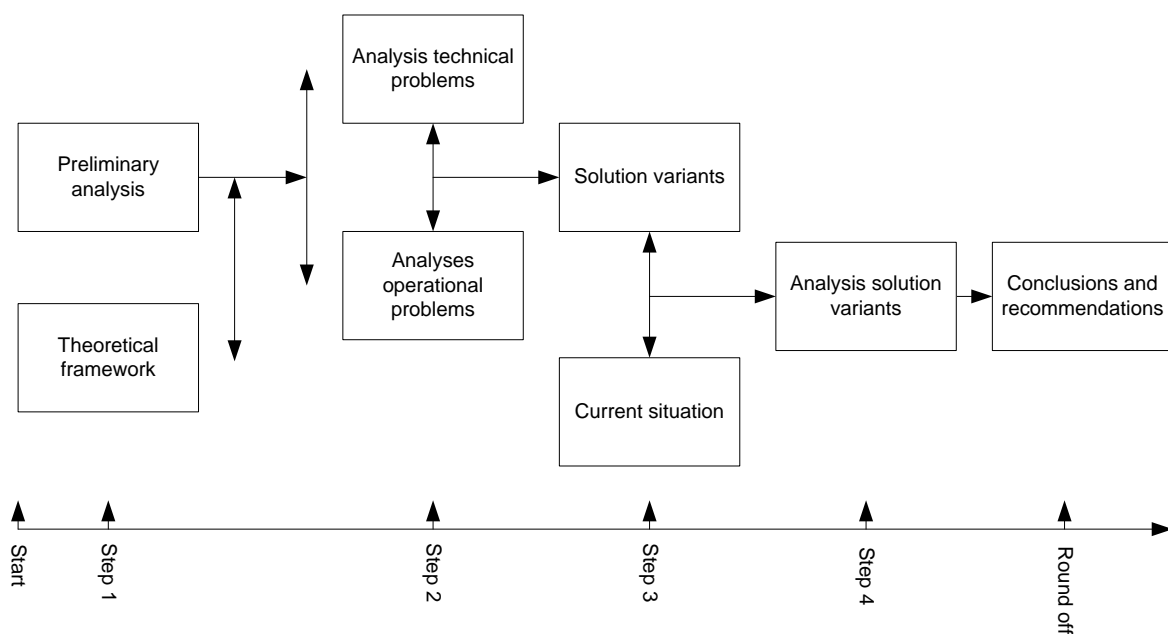 Analysis technical
problems
Preliminary
analysis
Solution variants
Analyses
operational
problems
Analysis solution
variants
Conclusions and
recommendations
Theoretical
framework
Current situation
Start
Step 1
Step 2
Step 3
Step 4
Round off